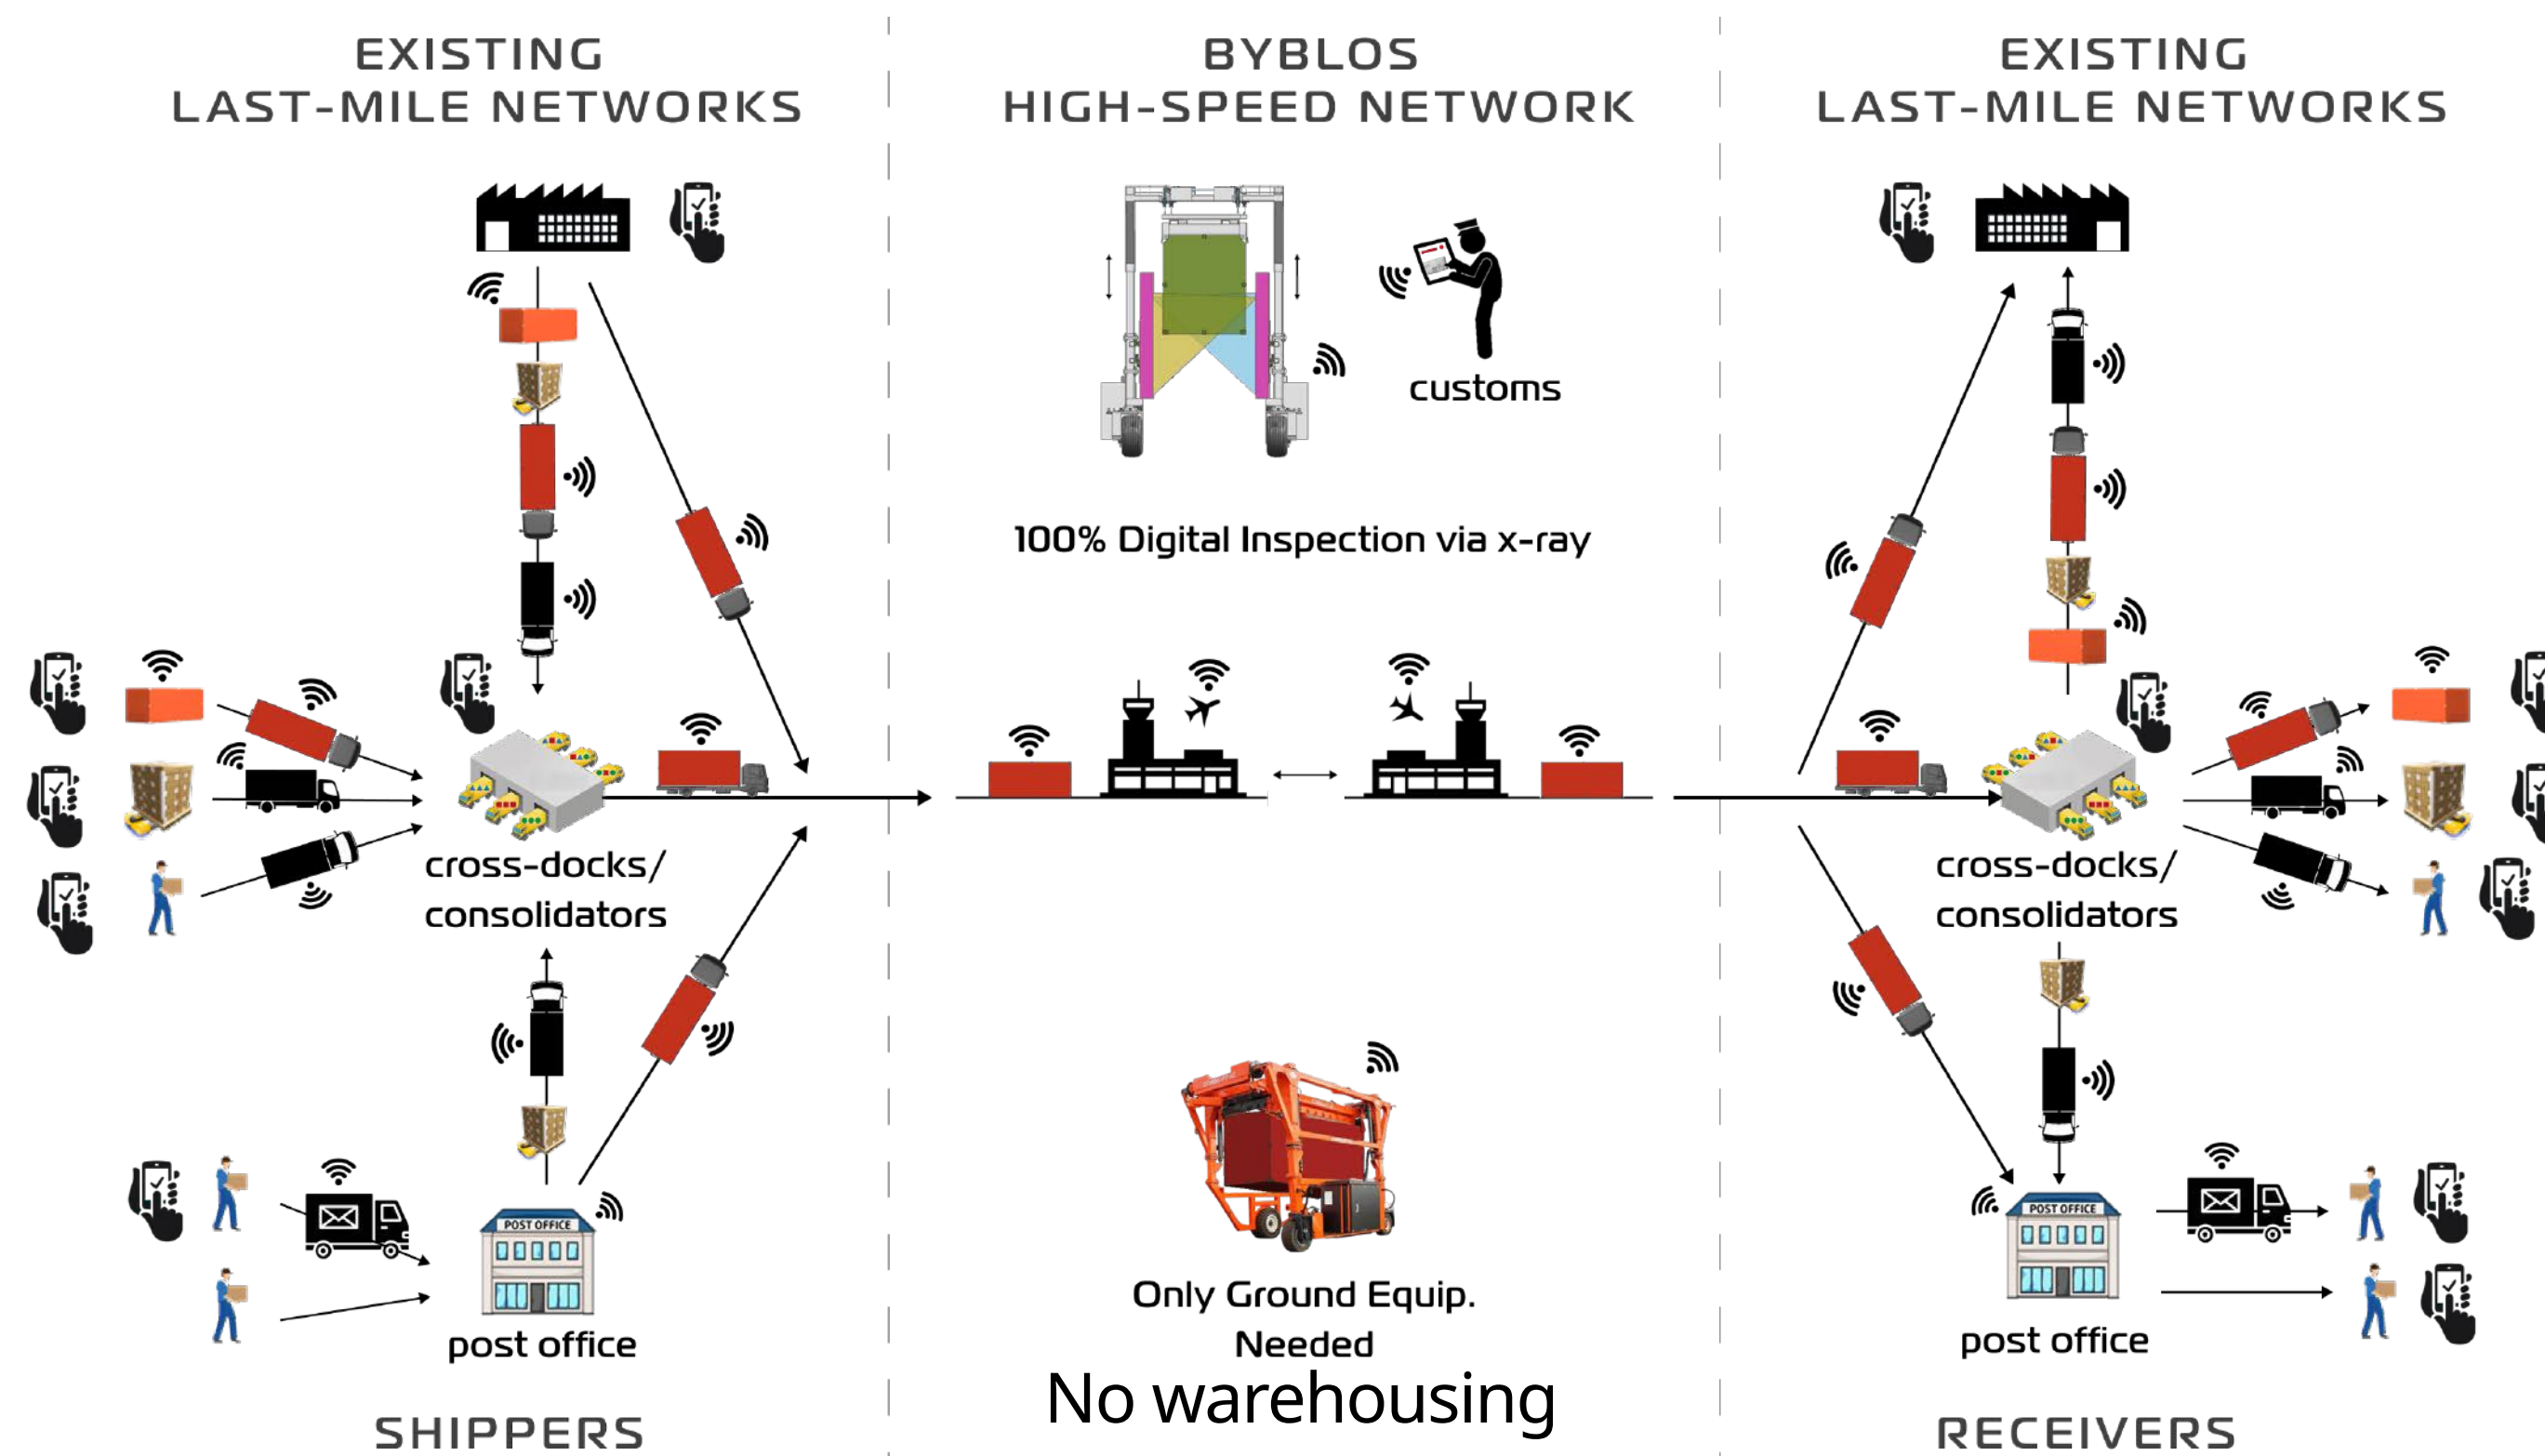 EXISTING
LAST-MILE NETWORKS
POST OFFICE
cross-docks/
consolidators
post office
SHIPPERS
BYBLOS
HIGH-SPEED NETWORK
customs
100% Digital Inspection via x-ray
Only Ground Equip.
Needed
No warehousing
EXISTING
LAST-MILE NETWORKS
cross-docks/
consolidators
POST OFFICE
post office
RECEIVERS